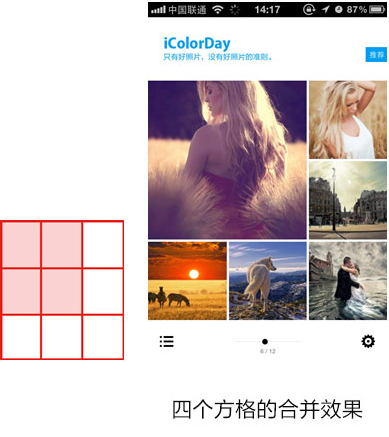 中国联通
14:17
87%
iColorDay
只有好照片，没有好照片的准则。
推荐
6 / 12
四个方格的合并效果